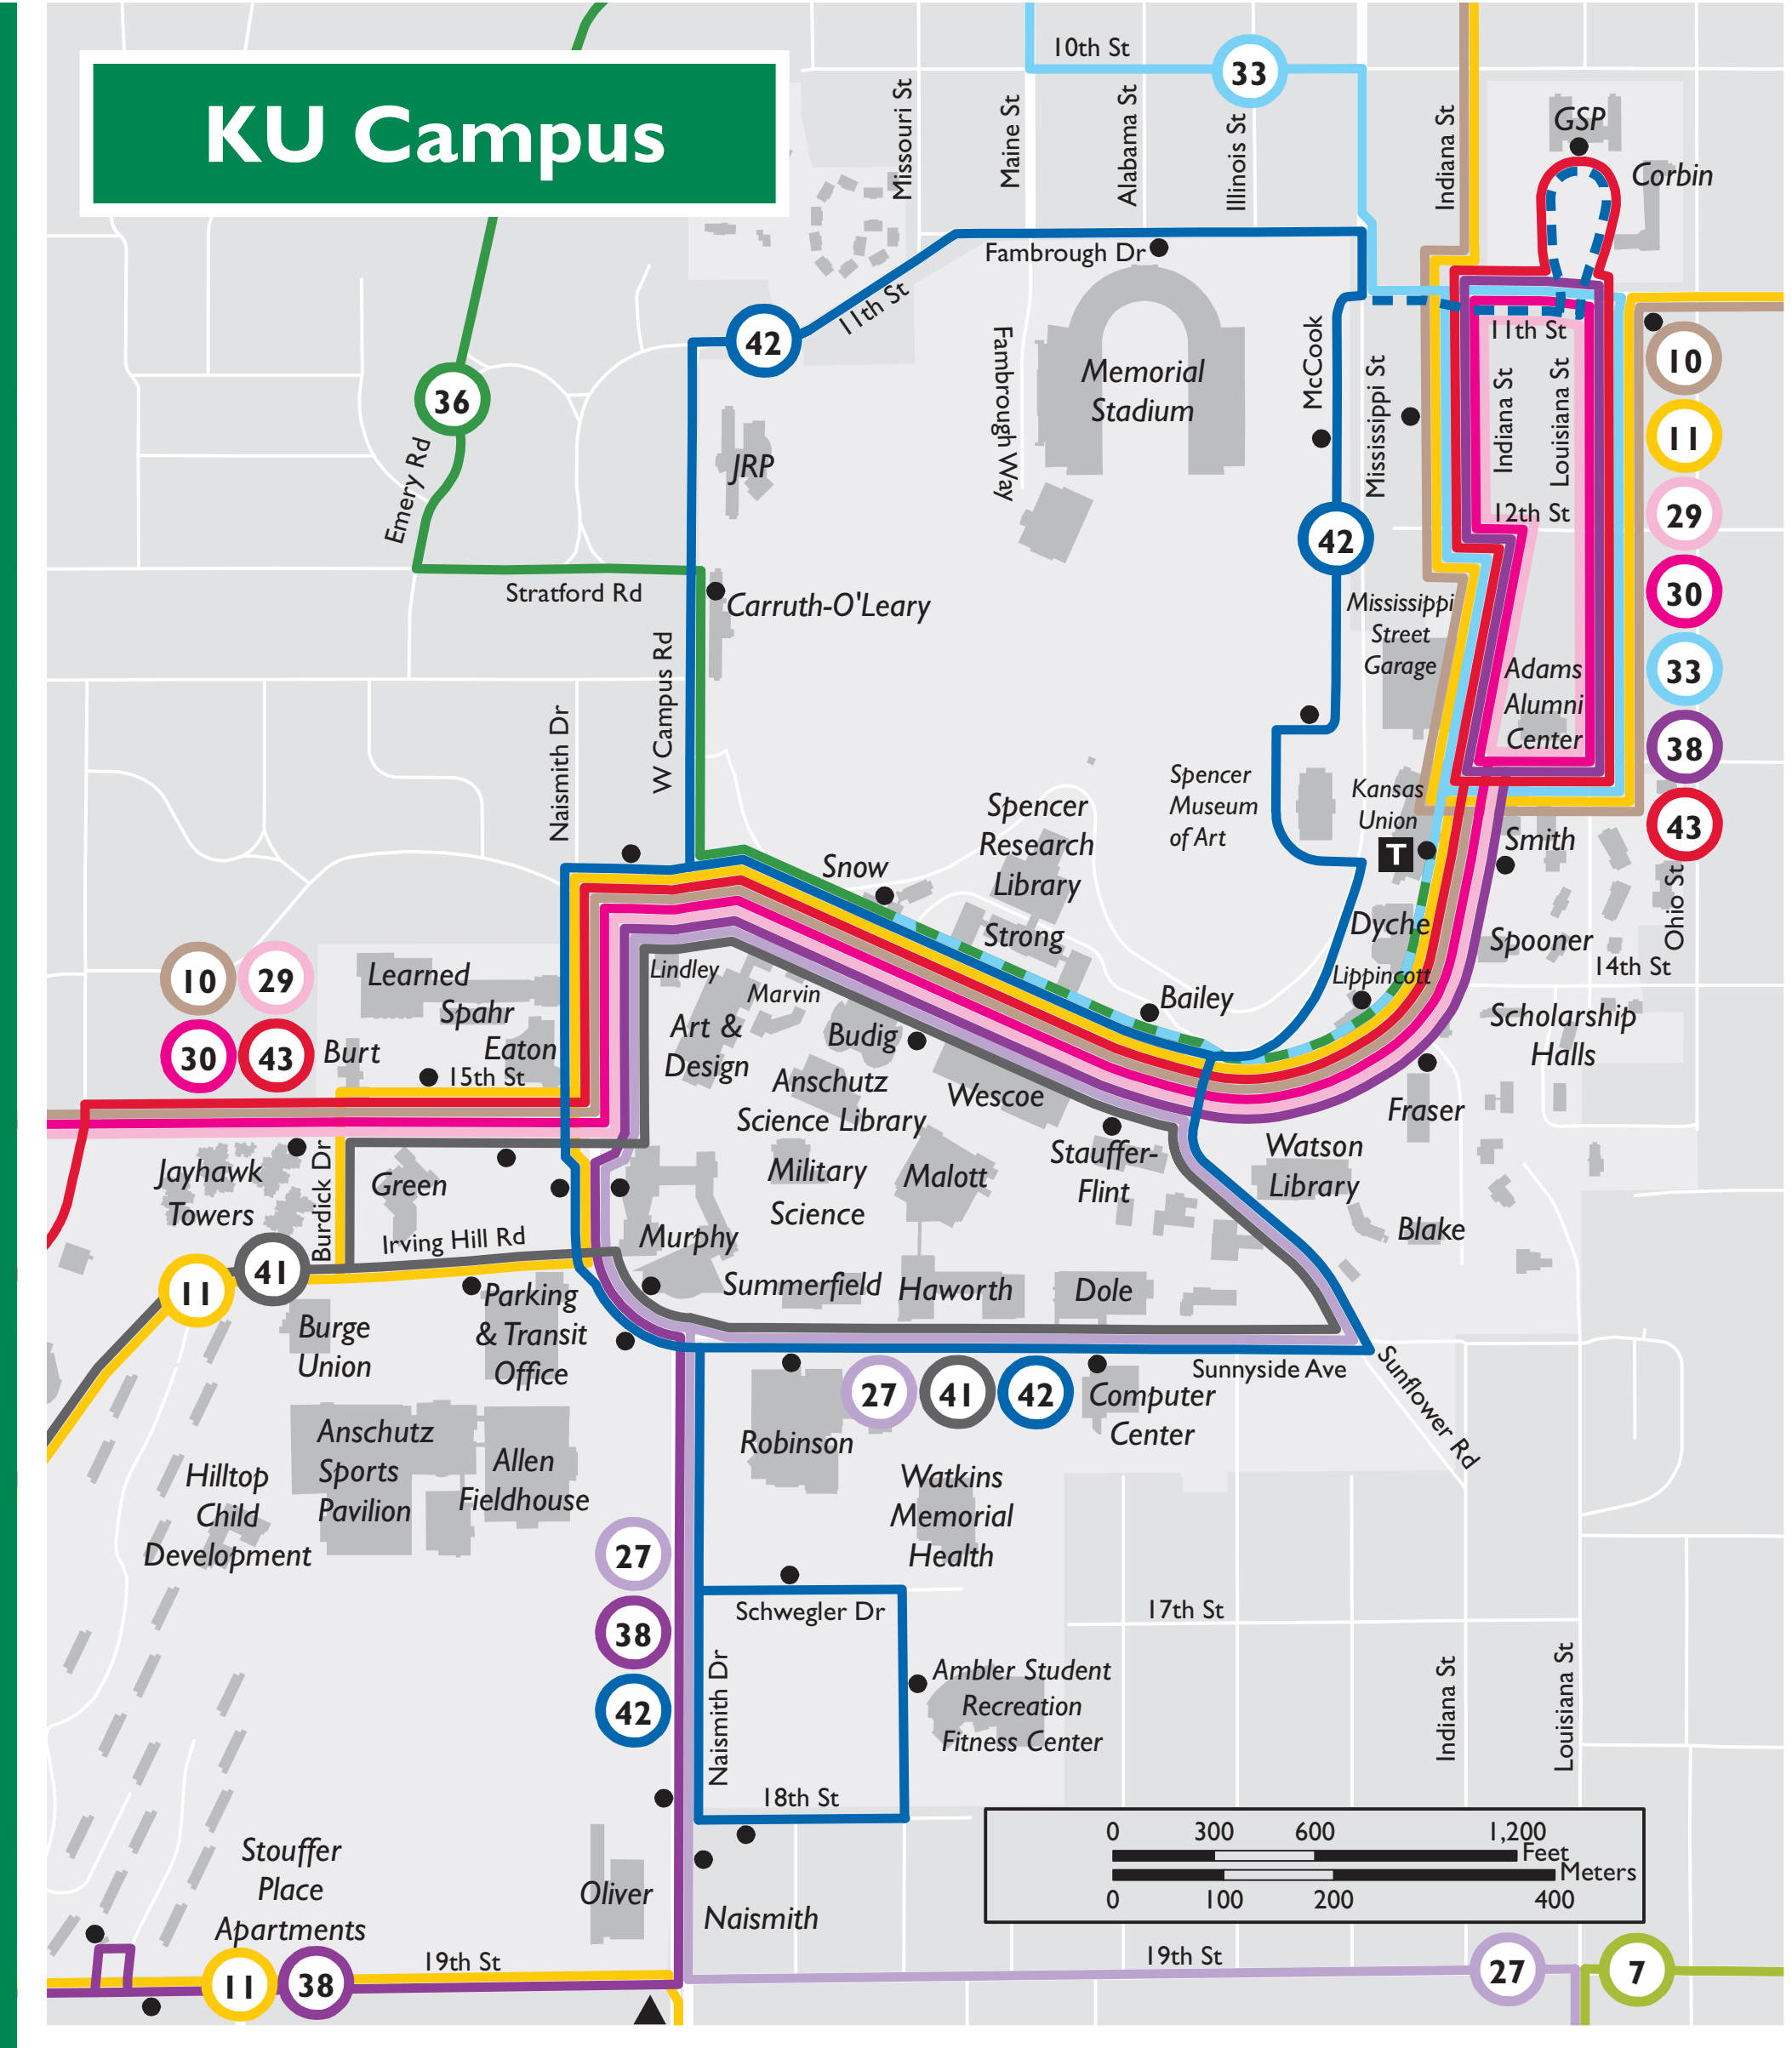 KU Campus
10th St
33
Missouri St
Maine St
Alabama St
Illinois St
Indiana St
GSP
Corbin
Fambrough Dr
11th St
42
36
Emery Rd
JRP
Fambrough Way
Memorial
Stadium
McCook
Mississippi St
11th St
Indiana St
Louisiana St
12th St
10
11
29
30
33
38
43
42
Stratford Rd
Carruth-O'Leary
W Campus Rd
Naismith Dr
Mississippi
Street
Garage
Adams
Alumni
Center
Spencer
Museum
of Art
Kansas
Union
T
Smith
Ohio St
Spencer
Research
Library
Snow
Strong
Dyche
Spooner
14th St
Lippincott
Bailey
Scholarship
Halls
10
29
30
43
Learned
Spahr
Eaton
Burt
15th St
Lindley
Marvin
Art &
Design
Budig
Anschutz
Science Library
Wescoe
Fraser
Stauffer-
Flint
Watson
Library
Blake
Jayhawk
Towers
Burdick Dr
Green
Irving Hill Rd
Military
Science
Malott
Murphy
Summerfield
Haworth
Dole
11
41
Burge
Union
Parking
& Transit
Office
Sunnyside Ave
Sunflower Rd
27
41
42
Computer
Center
Robinson
Anschutz
Sports
Pavilion
Allen
Fieldhouse
Hilltop
Child
Development
Watkins
Memorial
Health
27
38
42
Schwegler Dr
17th St
Naismith Dr
Ambler Student
Recreation
Fitness Center
Indiana St
Louisiana St
18th St
0 300 600 1,200
Feet
Meters
0 100 200 400
Stouffer
Place
Apartments
Oliver
Naismith
19th St
11
38
19th St
27
7